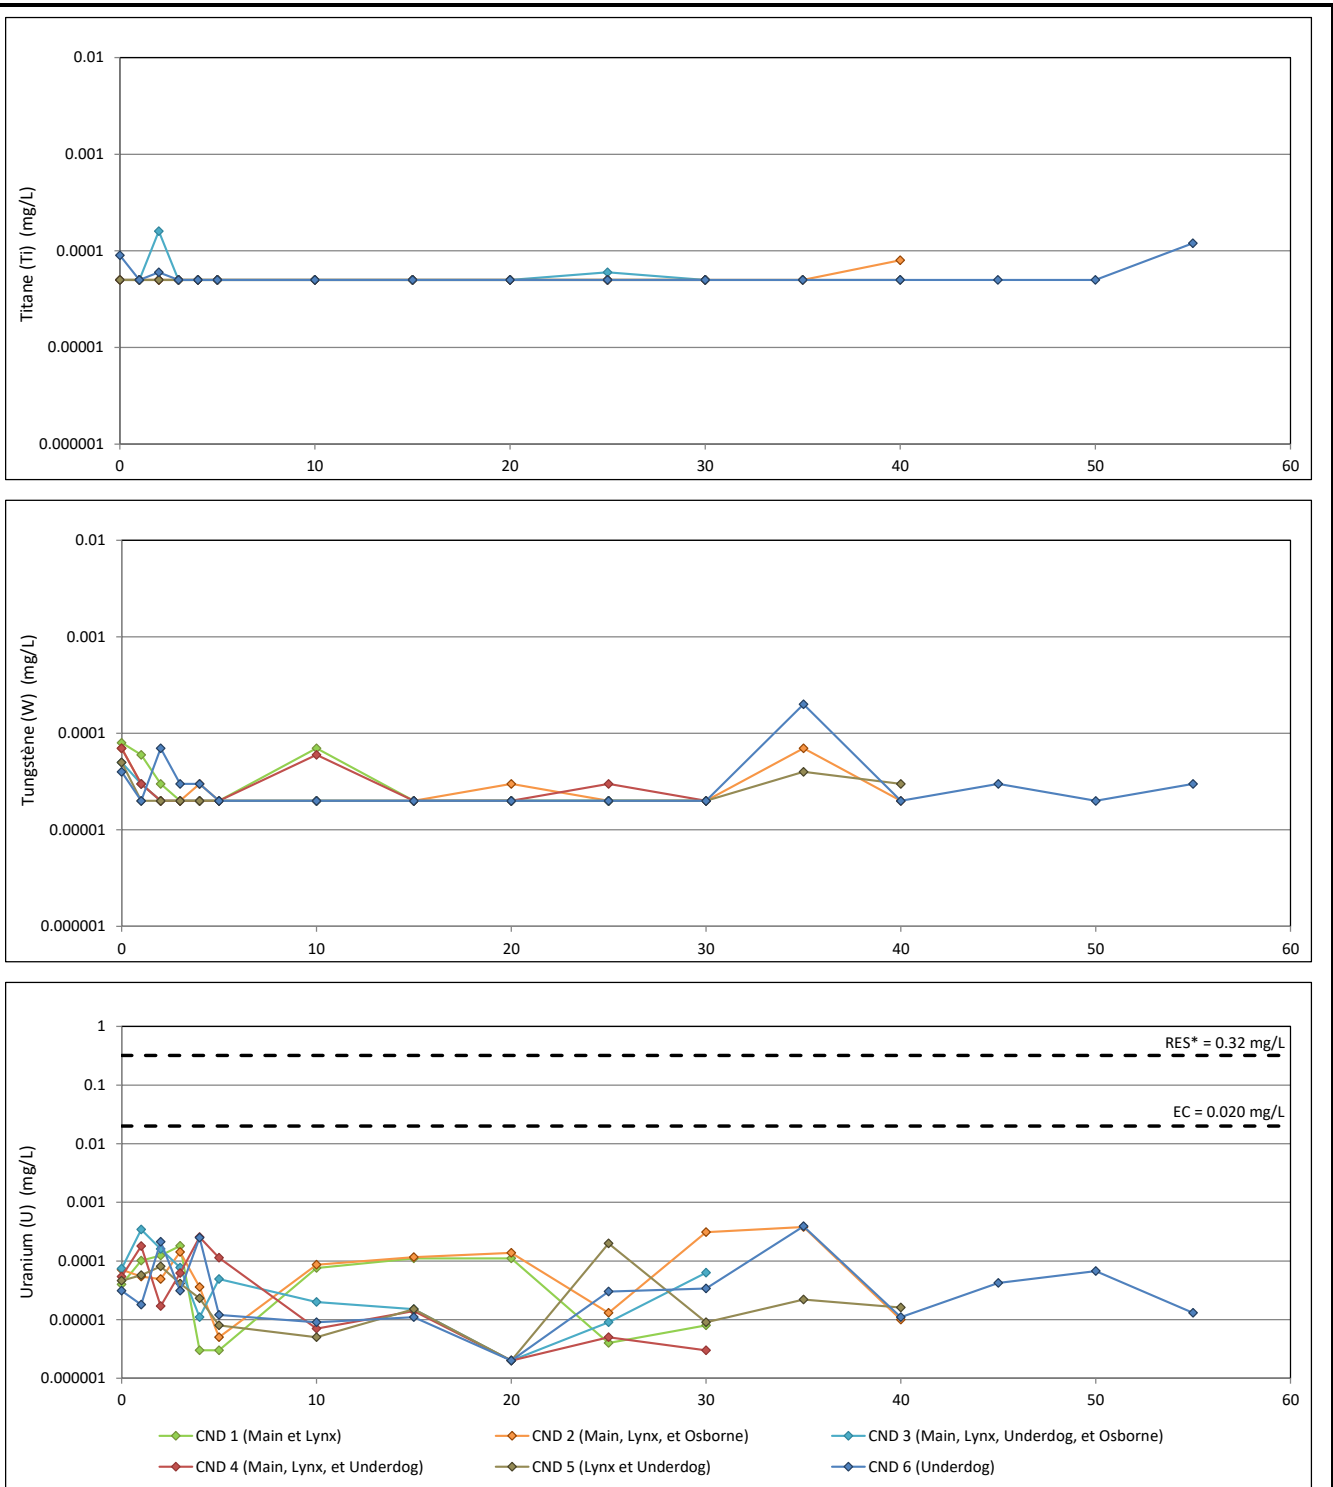 0.01
0.001
0.0001
0.00001
0.000001
Titane (Ti) (mg/L)
0 10 20 30 40 50 60
0.01
0.001
0.0001
0.00001
0.000001
Tungstène (W) (mg/L)
0 10 20 30 40 50 60
1
0.1
0.01
0.001
0.0001
0.00001
0.000001
Uranium (U) (mg/L)
RES* = 0.32 mg/L
EC = 0.020 mg/L
0 10 20 30 40 50 60
CND 1 (Main et Lynx) CND 2 (Main, Lynx, et Osborne) CND 3 (Main, Lynx, Underdog, et Osborne)
CND 4 (Main, Lynx, et Underdog) CND 5 (Lynx et Underdog) CND 6 (Underdog)